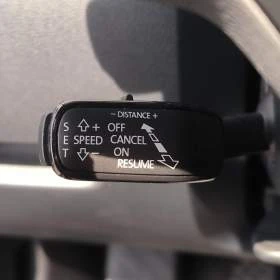 − DISTANCE +
S + OFF
E SPEED CANCEL
T − ON
RESUME